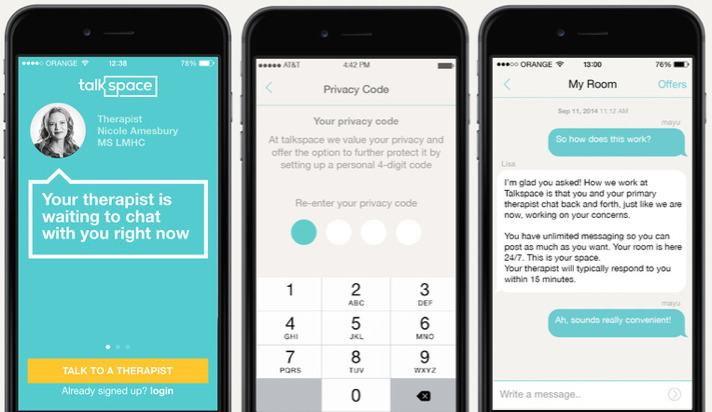 ORANGE 12:38 78%
talkspace
Therapist
Nicole Amesbury
MS LMHC
Your therapist is
waiting to chat
with you right now
TALK TO A THERAPIST
Already signed up? login
AT&T 4:42 PM
Privacy Code
Your privacy code
At talkspace we value your privacy and
offer the option to further protect it by
setting up a personal 4-digit code
Re-enter your privacy code
1 2 3
ABC DEF
4 5 6
GHI JKL MNO
7 8 9
PQRS TUV WXYZ
0
ORANGE 13:00 76%
My Room Offers
Sep 11, 2014 11:12 AM
mayu
So how does this work?
Lisa
I'm glad you asked! How we work at
Talkspace is that you and your primary
therapist chat back and forth, just like we are
now, working on your concerns.
You have unlimited messaging so you can
post as much as you want. Your room is here
24/7. This is your space.
Your therapist will typically respond to you
within 15 minutes.
mayu
Ah, sounds really convenient!
Write a message..